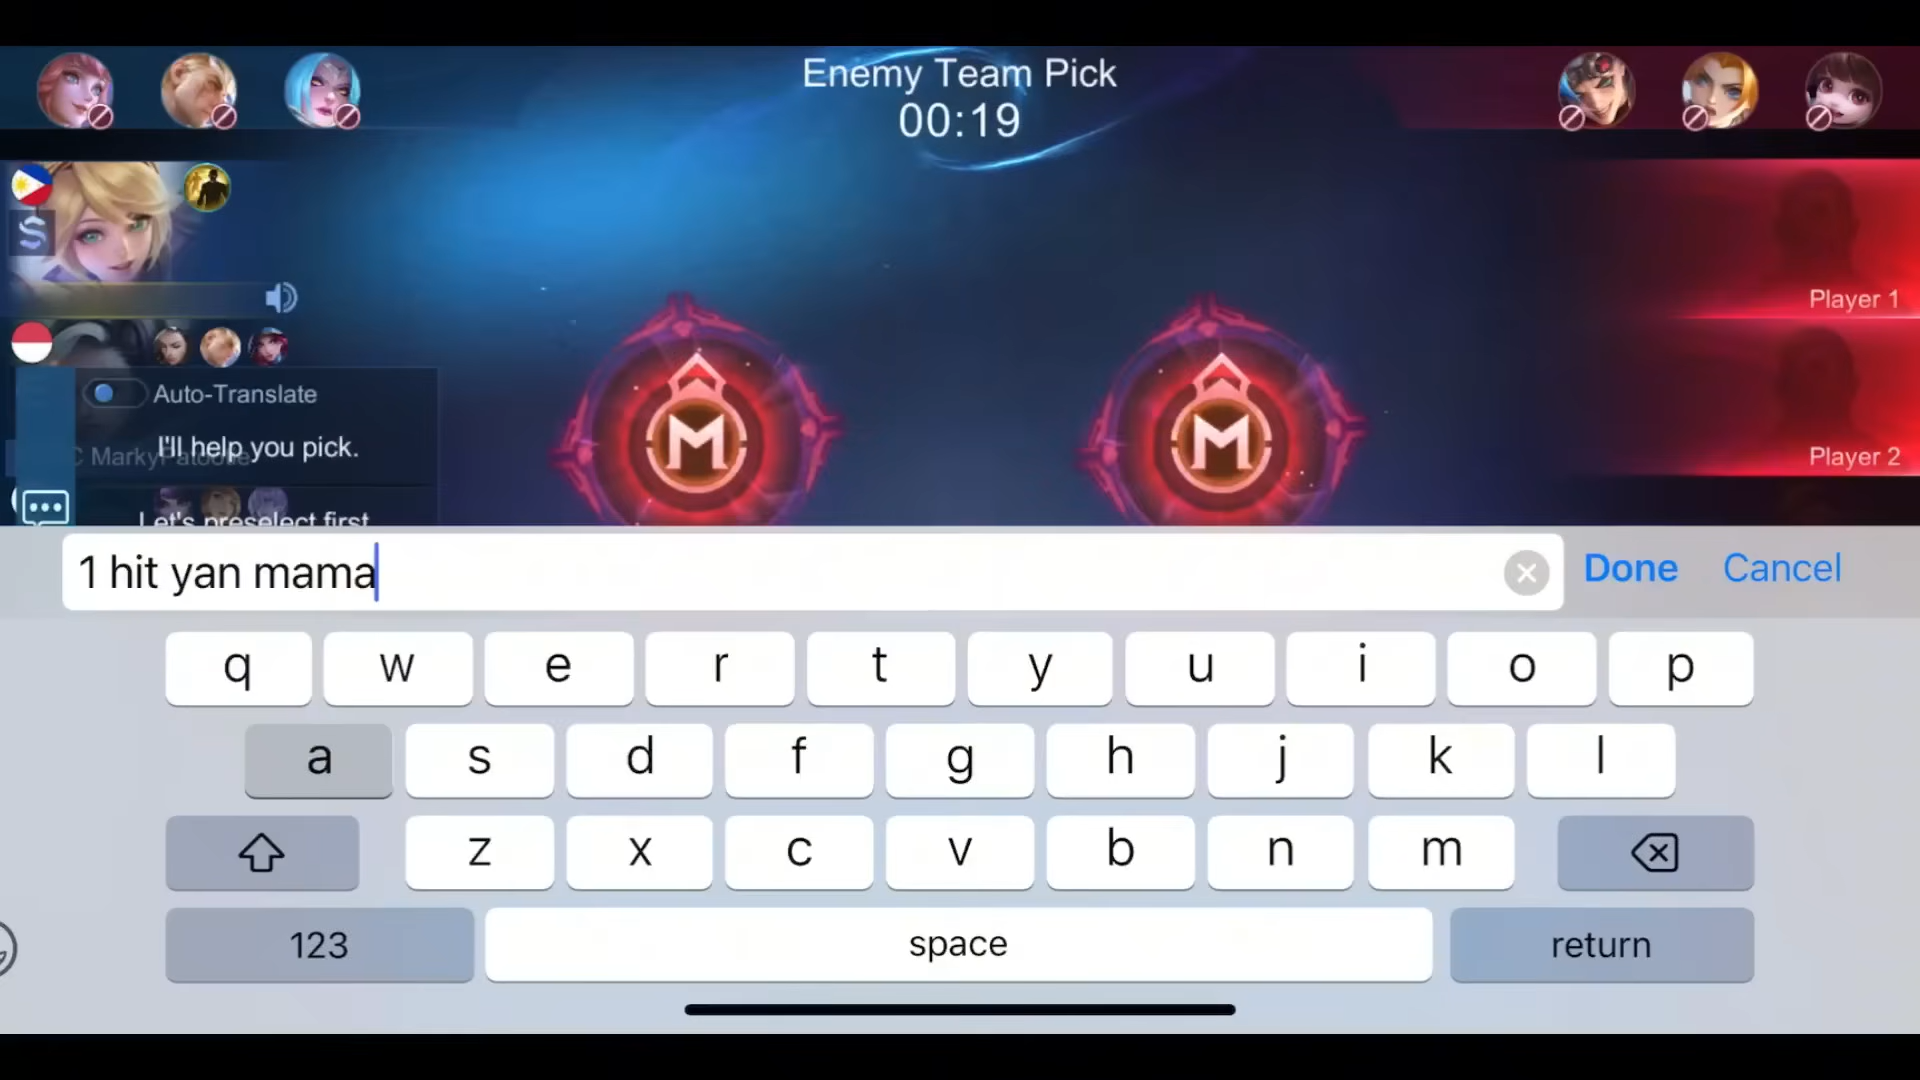 Enemy Team Pick
00:19
Player 1
Auto-Translate
I'll help you pick.
Player 2
Let's preselect first
1 hit yan mama
Done
Cancel
q w e r t y u i o p
a s d f g h j k l
z x c v b n m
123
space
return